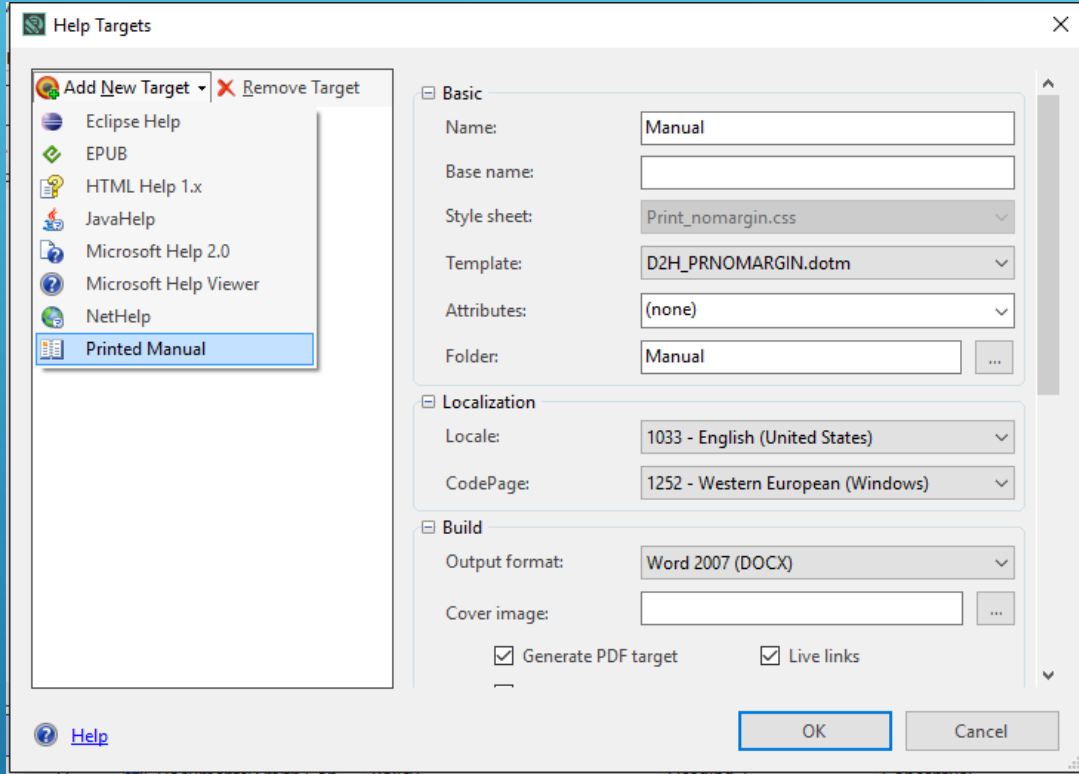 Help Targets
Add New Target
Remove Target
Eclipse Help
EPUB
HTML Help 1.x
JavaHelp
Microsoft Help 2.0
Microsoft Help Viewer
NetHelp
Printed Manual
Basic
Name: Manual
Base name:
Style sheet: Print_nomargin.css
Template: D2H_PRNOMARGIN.dotm
Attributes: (none)
Folder: Manual ...
Localization
Locale: 1033 - English (United States)
CodePage: 1252 - Western European (Windows)
Build
Output format: Word 2007 (DOCX)
Cover image: ...
Generate PDF target Live links
Help
OK Cancel